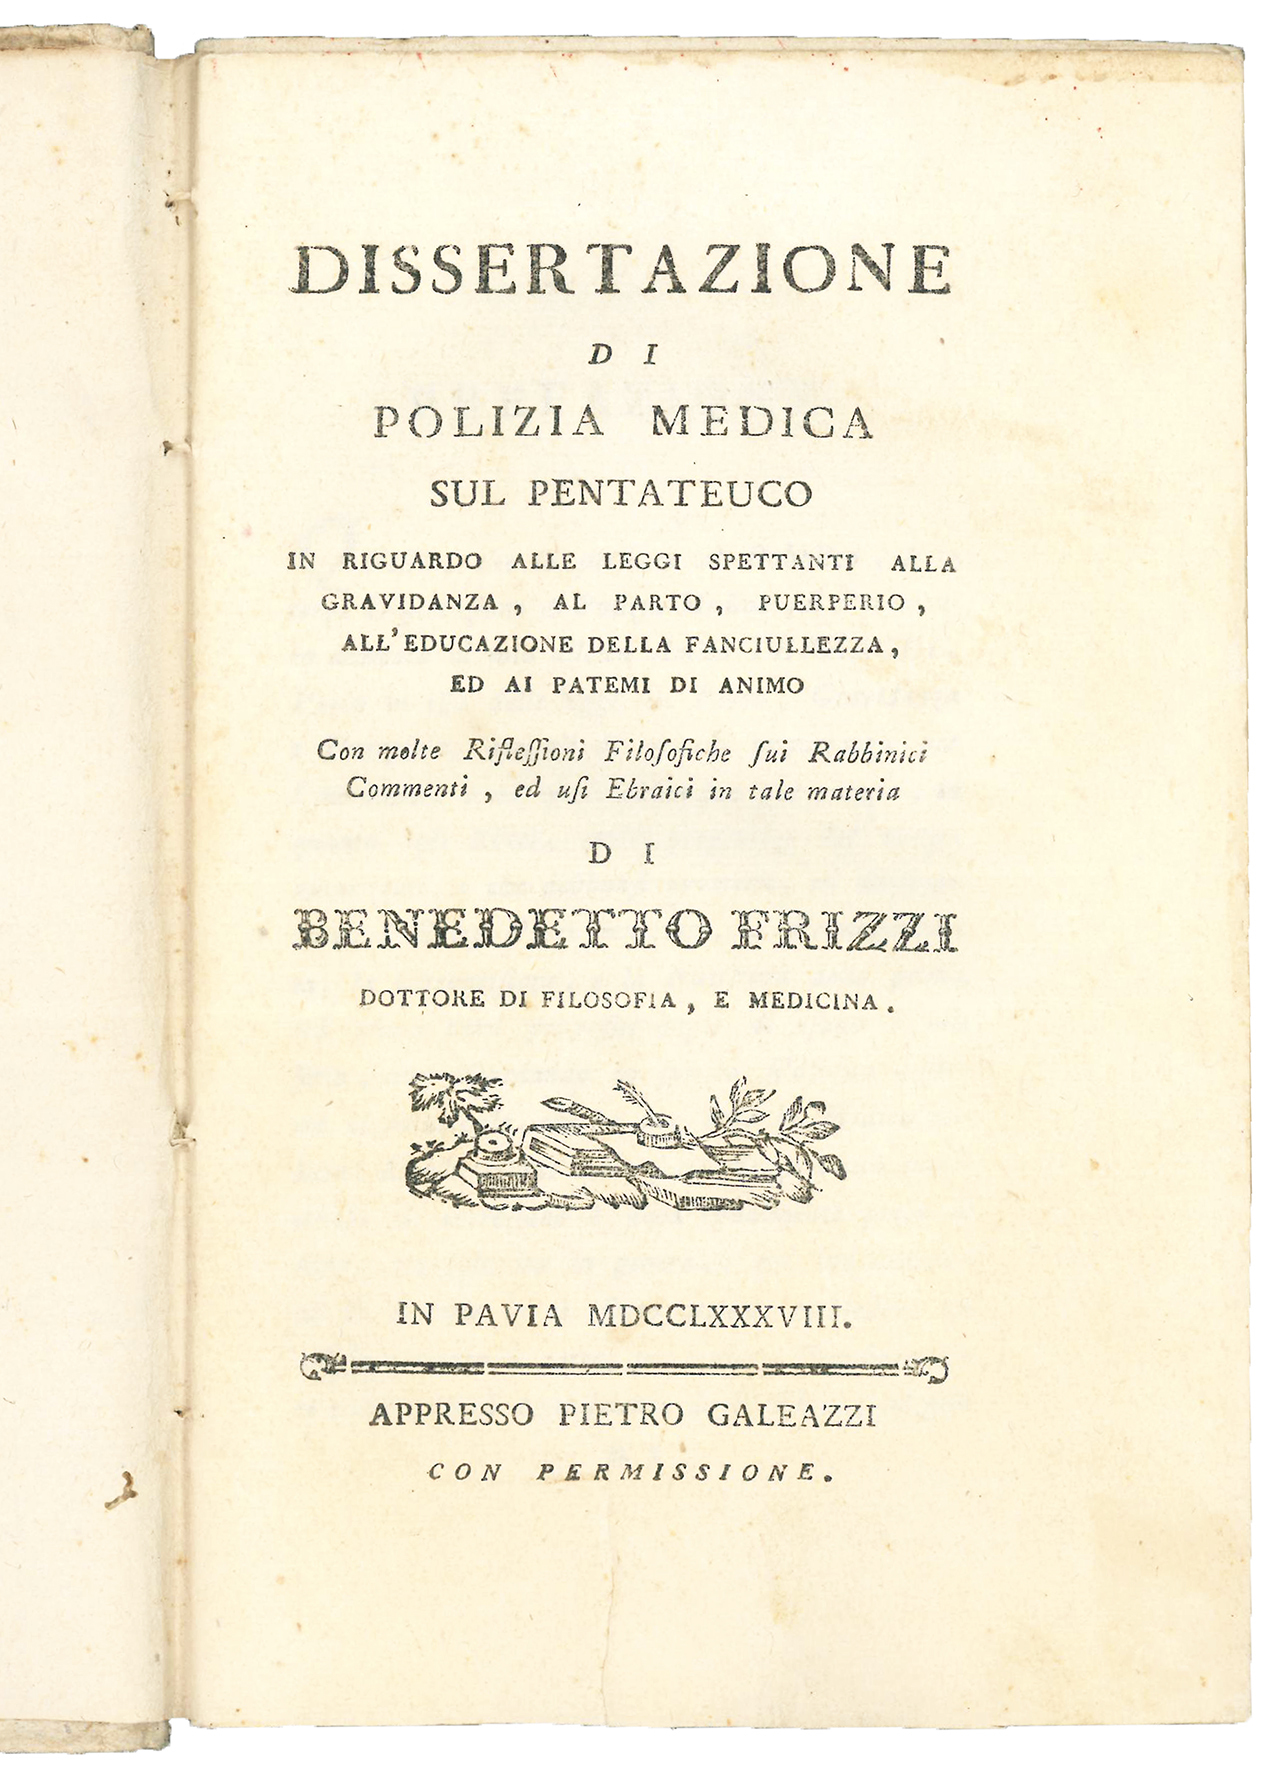 DISSERTAZIONE
DI
POLIZIA MEDICA
SUL PENTATEUCO
IN RIGUARDO ALLE LEGGI SPETTANTI ALLA
GRAVIDANZA, AL PARTO, PUERPERIO,
ALL'EDUCAZIONE DELLA FANCIULLEZZA,
ED AI PATEMI DI ANIMO
Con molte Rifleſſioni Filoſofiche ſui Rabbinici
Commenti, ed uſi Ebraici in tale materia
DI
BENEDETTO FRIZZI
DOTTORE DI FILOSOFIA, E MEDICINA.
IN PAVIA MDCCLXXXVIII.
APPRESSO PIETRO GALEAZZI
CON PERMISSIONE.